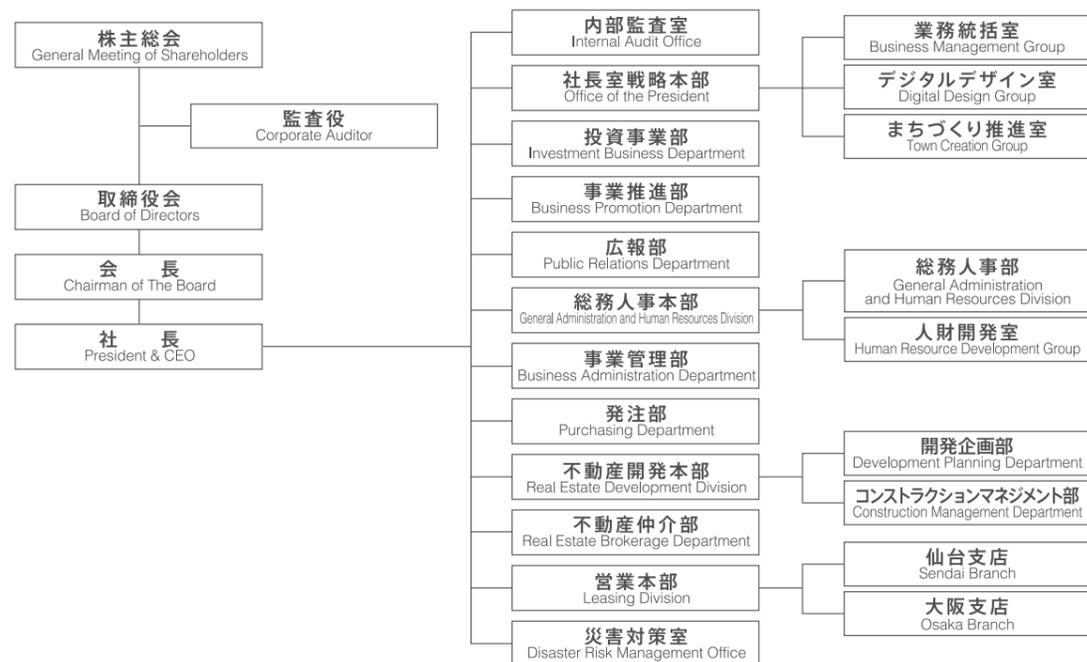 株主総会
General Meeting of Shareholders
監査役
Corporate Auditor
取締役会
Board of Directors
会　長
Chairman of The Board
社　長
President & CEO
内部監査室
Internal Audit Office
社長室戦略本部
Office of the President
投資事業部
Investment Business Department
事業推進部
Business Promotion Department
広報部
Public Relations Department
総務人事本部
General Administration and Human Resources Division
事業管理部
Business Administration Department
発注部
Purchasing Department
不動産開発本部
Real Estate Development Division
不動産仲介部
Real Estate Brokerage Department
営業本部
Leasing Division
災害対策室
Disaster Risk Management Office
業務統括室
Business Management Group
デジタルデザイン室
Digital Design Group
まちづくり推進室
Town Creation Group
総務人事部
General Administration
and Human Resources Division
人財開発室
Human Resource Development Group
開発企画部
Development Planning Department
コンストラクションマネジメント部
Construction Management Department
仙台支店
Sendai Branch
大阪支店
Osaka Branch